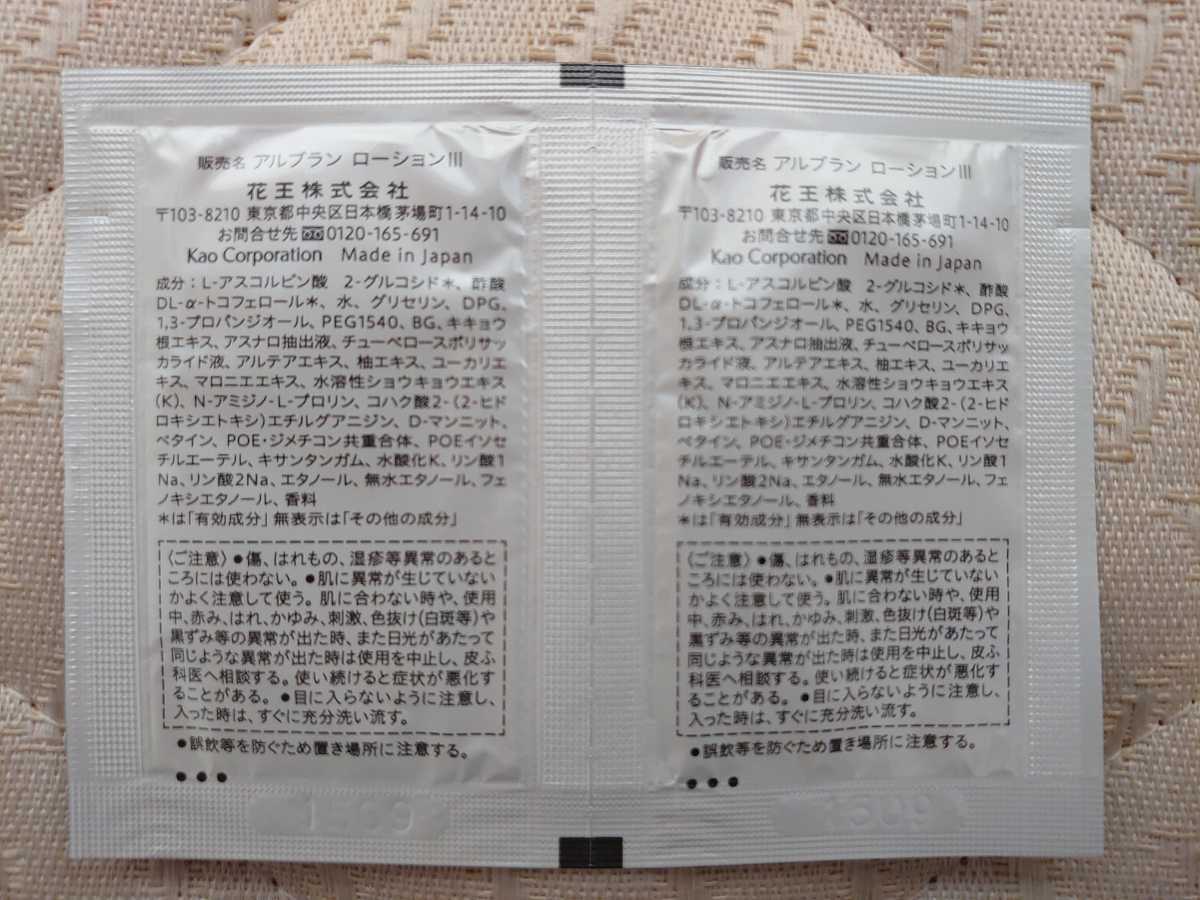 販売名 アルブラン ローションIII
花王株式会社
〒103-8210 東京都中央区日本橋茅場町1-14-10
お問合せ先 0120-165-691
Kao Corporation Made in Japan
成分：L-アスコルビン酸 2-グルコシド*、酢酸
DL-α-トコフェロール*、水、グリセリン、DPG、
1,3-プロパンジオール、PEG1540、BG、キキョウ
根エキス、アスナロ抽出液、チューベロースポリサッ
カライド液、アルテアエキス、柚エキス、ユーカリエ
キス、マロニエエキス、水溶性ショウキョウエキス
(K)、N-アミジノ-L-プロリン、コハク酸2-(2-ヒド
ロキシエトキシ)エチルグアニジン、D-マンニット、
ベタイン、POE・ジメチコン共重合体、POEイソセ
チルエーテル、キサンタンガム、水酸化K、リン酸1
Na、リン酸2Na、エタノール、無水エタノール、フェ
ノキシエタノール、香料
*は「有効成分」無表示は「その他の成分」
〈ご注意〉●傷、はれもの、湿疹等異常のあると
ころには使わない。●肌に異常が生じていない
かよく注意して使う。肌に合わない時や、使用
中、赤み、はれ、かゆみ、刺激、色抜け(白斑等)や
黒ずみ等の異常が出た時、また日光があたって
同じような異常が出た時は使用を中止し、皮ふ
科医へ相談する。使い続けると症状が悪化す
ることがある。●目に入らないように注意し、
入った時は、すぐに充分洗い流す。
●誤飲等を防ぐため置き場所に注意する。
1509
販売名 アルブラン ローションIII
花王株式会社
〒103-8210 東京都中央区日本橋茅場町1-14-10
お問合せ先 0120-165-691
Kao Corporation Made in Japan
成分：L-アスコルビン酸 2-グルコシド*、酢酸
DL-α-トコフェロール*、水、グリセリン、DPG、
1,3-プロパンジオール、PEG1540、BG、キキョウ
根エキス、アスナロ抽出液、チューベロースポリサッ
カライド液、アルテアエキス、柚エキス、ユーカリエ
キス、マロニエエキス、水溶性ショウキョウエキス
(K)、N-アミジノ-L-プロリン、コハク酸2-(2-ヒド
ロキシエトキシ)エチルグアニジン、D-マンニット、
ベタイン、POE・ジメチコン共重合体、POEイソセ
チルエーテル、キサンタンガム、水酸化K、リン酸1
Na、リン酸2Na、エタノール、無水エタノール、フェ
ノキシエタノール、香料
*は「有効成分」無表示は「その他の成分」
〈ご注意〉●傷、はれもの、湿疹等異常のあると
ころには使わない。●肌に異常が生じていない
かよく注意して使う。肌に合わない時や、使用
中、赤み、はれ、かゆみ、刺激、色抜け(白斑等)や
黒ずみ等の異常が出た時、また日光があたって
同じような異常が出た時は使用を中止し、皮ふ
科医へ相談する。使い続けると症状が悪化す
ることがある。●目に入らないように注意し、
入った時は、すぐに充分洗い流す。
●誤飲等を防ぐため置き場所に注意する。
1509